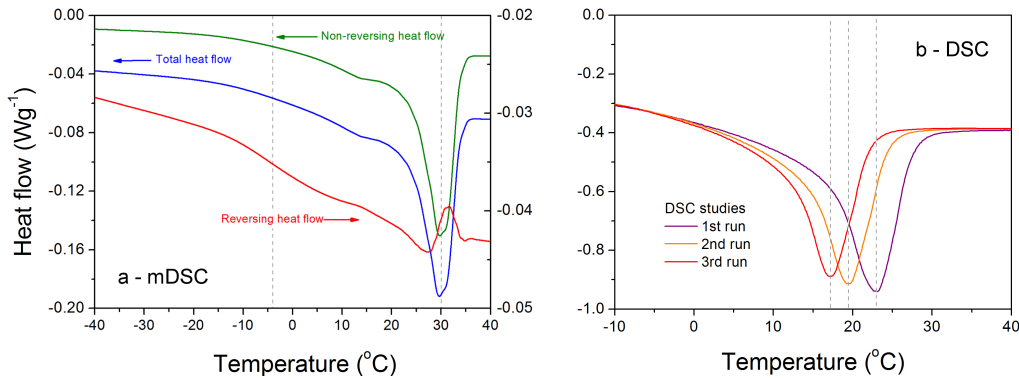 Heat flow (Wg⁻¹)
0.00
-0.04
-0.08
-0.12
-0.16
-0.20
-40
-30
-20
-10
0
10
20
30
40
-0.02
-0.03
-0.04
-0.05
Non-reversing heat flow
Total heat flow
Reversing heat flow
a - mDSC
Temperature (°C)
b - DSC
0.0
-0.2
-0.4
-0.6
-0.8
-1.0
-10
0
10
20
30
40
DSC studies
1st run
2nd run
3rd run
Temperature (°C)